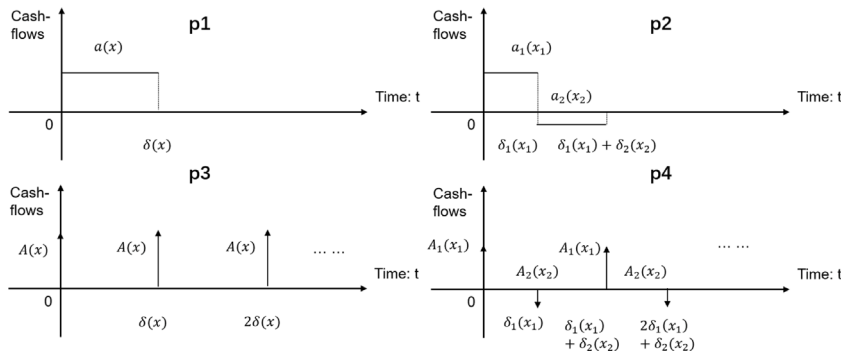 Cash-
flows
p1
a(x)
Time: t
0
δ(x)
Cash-
flows
p2
a₁(x₁)
a₂(x₂)
Time: t
0
δ₁(x₁)
δ₁(x₁) + δ₂(x₂)
Cash-
flows
p3
A(x)
A(x)
A(x)
... ...
Time: t
0
δ(x)
2δ(x)
Cash-
flows
p4
A₁(x₁)
A₂(x₂)
A₁(x₁)
A₂(x₂)
... ...
Time: t
0
δ₁(x₁)
δ₁(x₁)
+ δ₂(x₂)
2δ₁(x₁)
+ δ₂(x₂)